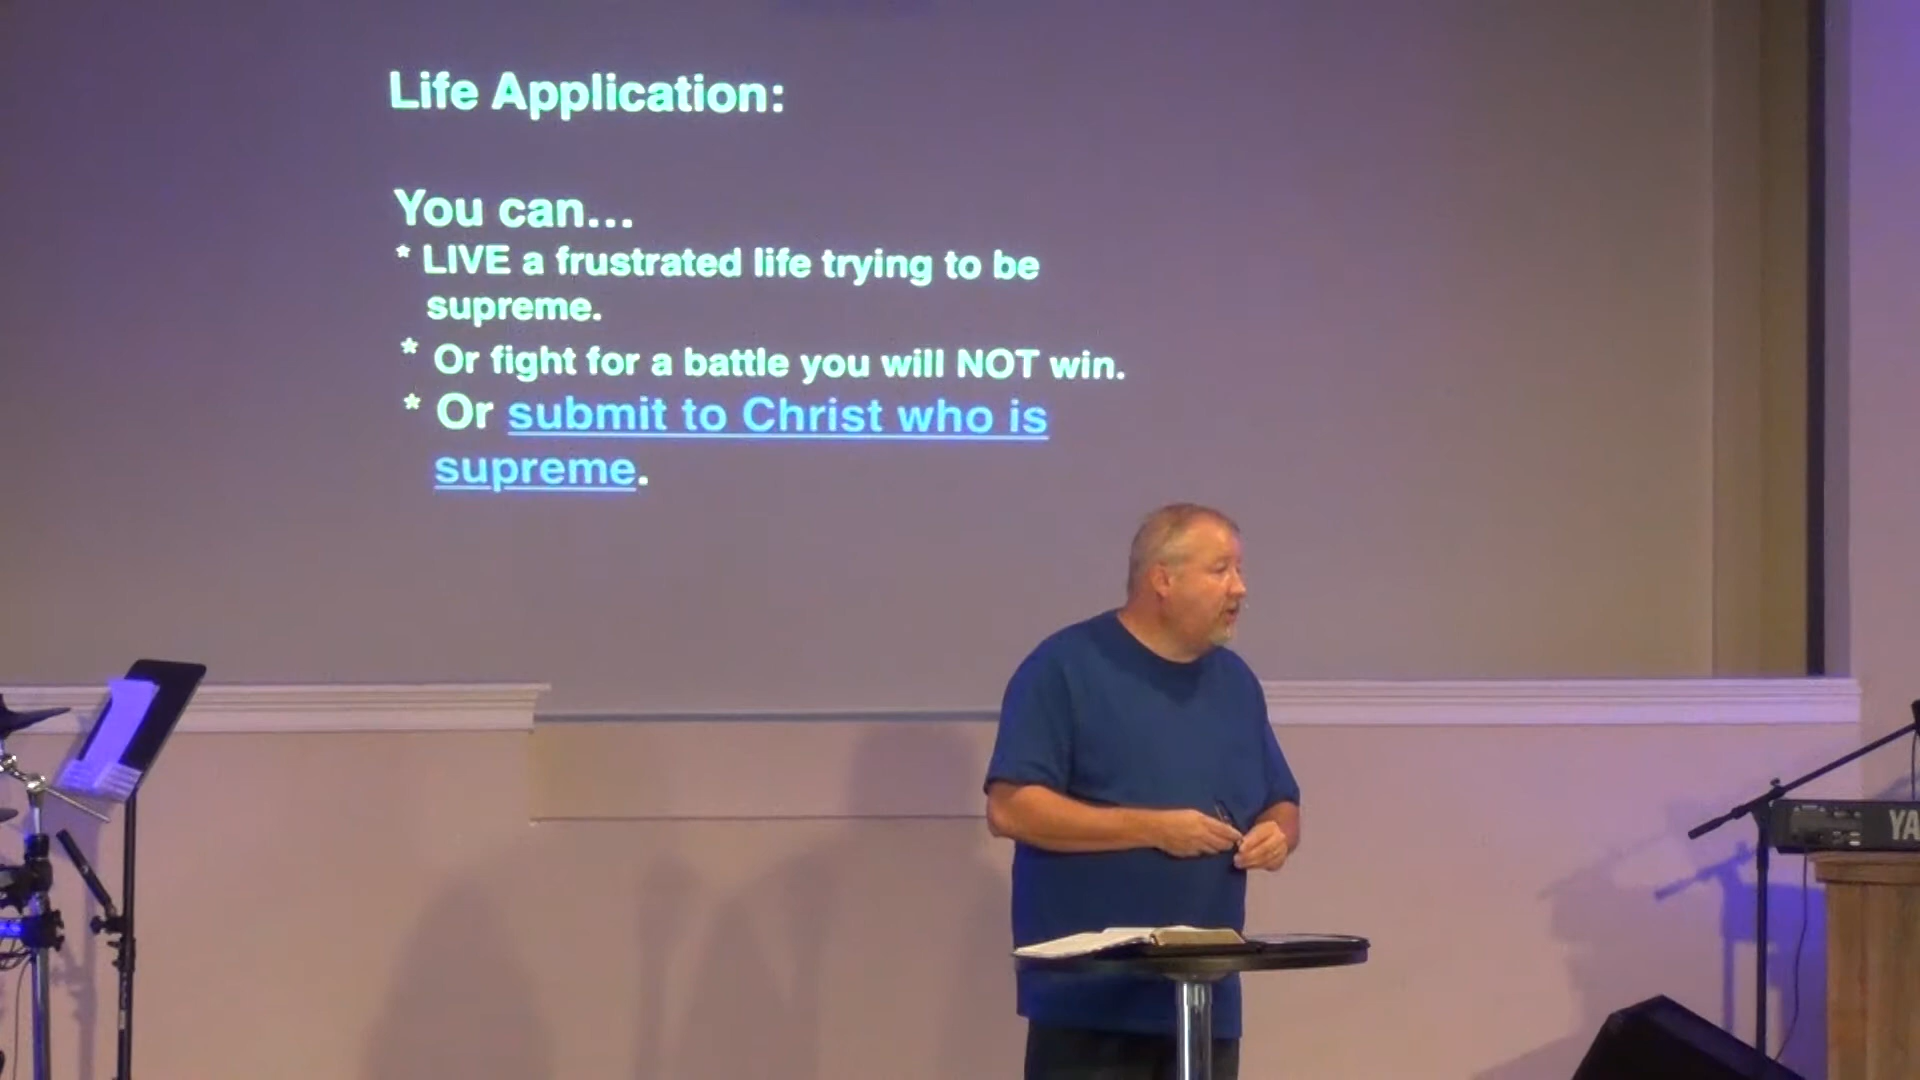 Life Application:
You can...
* LIVE a frustrated life trying to be
supreme.
* Or fight for a battle you will NOT win.
* Or submit to Christ who is
supreme.
YA